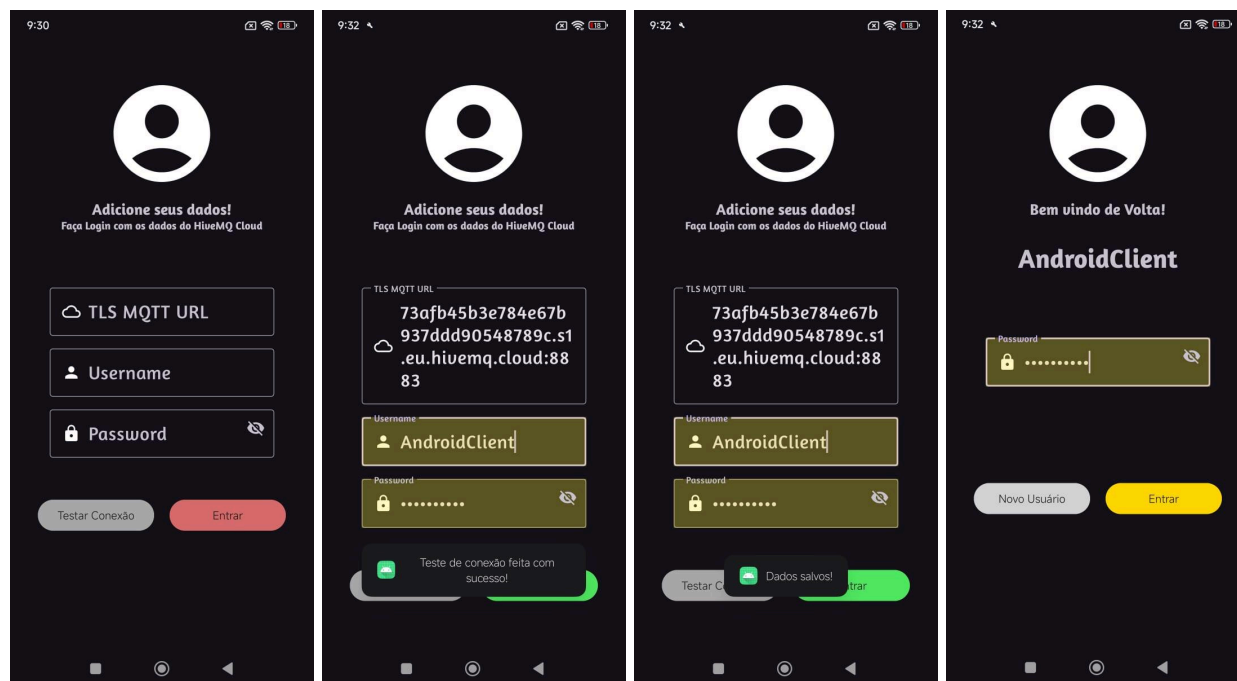 9:30
18
Adicione seus dados!
Faça Login com os dados do HiveMQ Cloud
TLS MQTT URL
Username
Password
Testar Conexão
Entrar
9:32
18
Adicione seus dados!
Faça Login com os dados do HiveMQ Cloud
TLS MQTT URL
73afb45b3e784e67b
937ddd90548789c.s1
.eu.hivemq.cloud:88
83
Username
AndroidClient
Password
••••••••••
Teste de conexão feita com
sucesso!
9:32
18
Adicione seus dados!
Faça Login com os dados do HiveMQ Cloud
TLS MQTT URL
73afb45b3e784e67b
937ddd90548789c.s1
.eu.hivemq.cloud:88
83
Username
AndroidClient
Password
••••••••••
Testar C
Dados salvos!
trar
9:32
18
Bem vindo de Volta!
AndroidClient
Password
••••••••••
Novo Usuário
Entrar